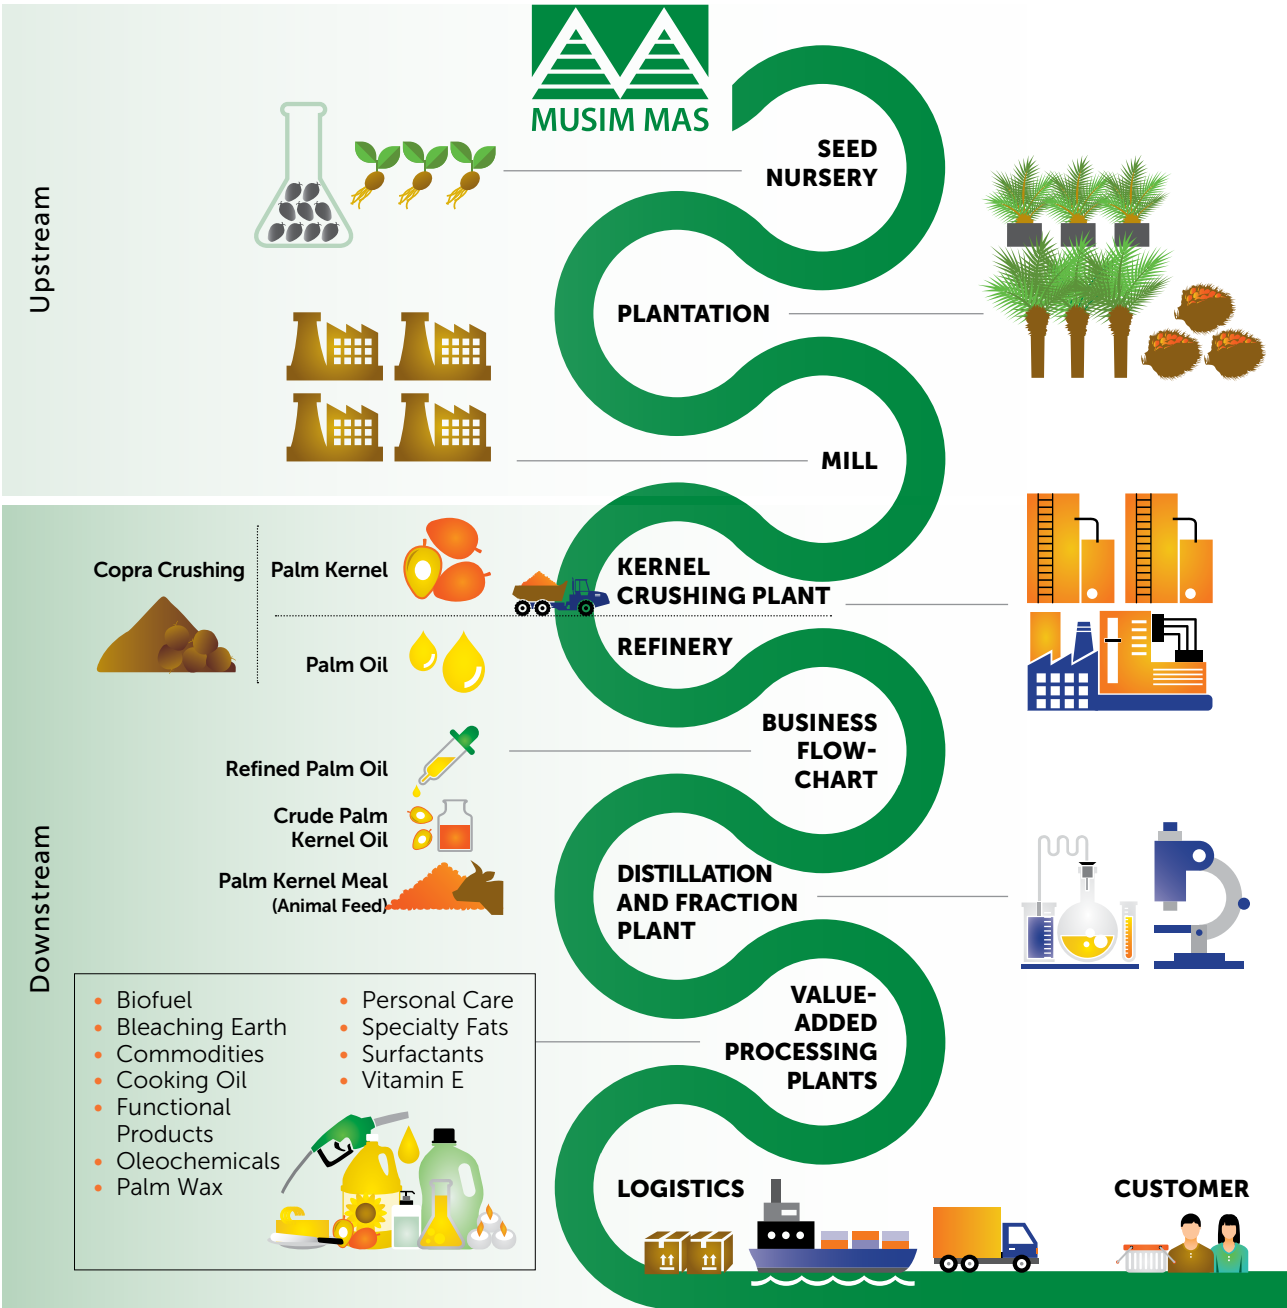 MUSIM MAS
Upstream
SEED
NURSERY
PLANTATION
MILL
Downstream
Copra Crushing
Palm Kernel
Palm Oil
KERNEL
CRUSHING PLANT
REFINERY
BUSINESS
FLOW-
CHART
Refined Palm Oil
Crude Palm
Kernel Oil
Palm Kernel Meal
(Animal Feed)
DISTILLATION
AND FRACTION
PLANT
VALUE-
ADDED
PROCESSING
PLANTS
• Biofuel
• Bleaching Earth
• Commodities
• Cooking Oil
• Functional
Products
• Oleochemicals
• Palm Wax
• Personal Care
• Specialty Fats
• Surfactants
• Vitamin E
LOGISTICS
CUSTOMER